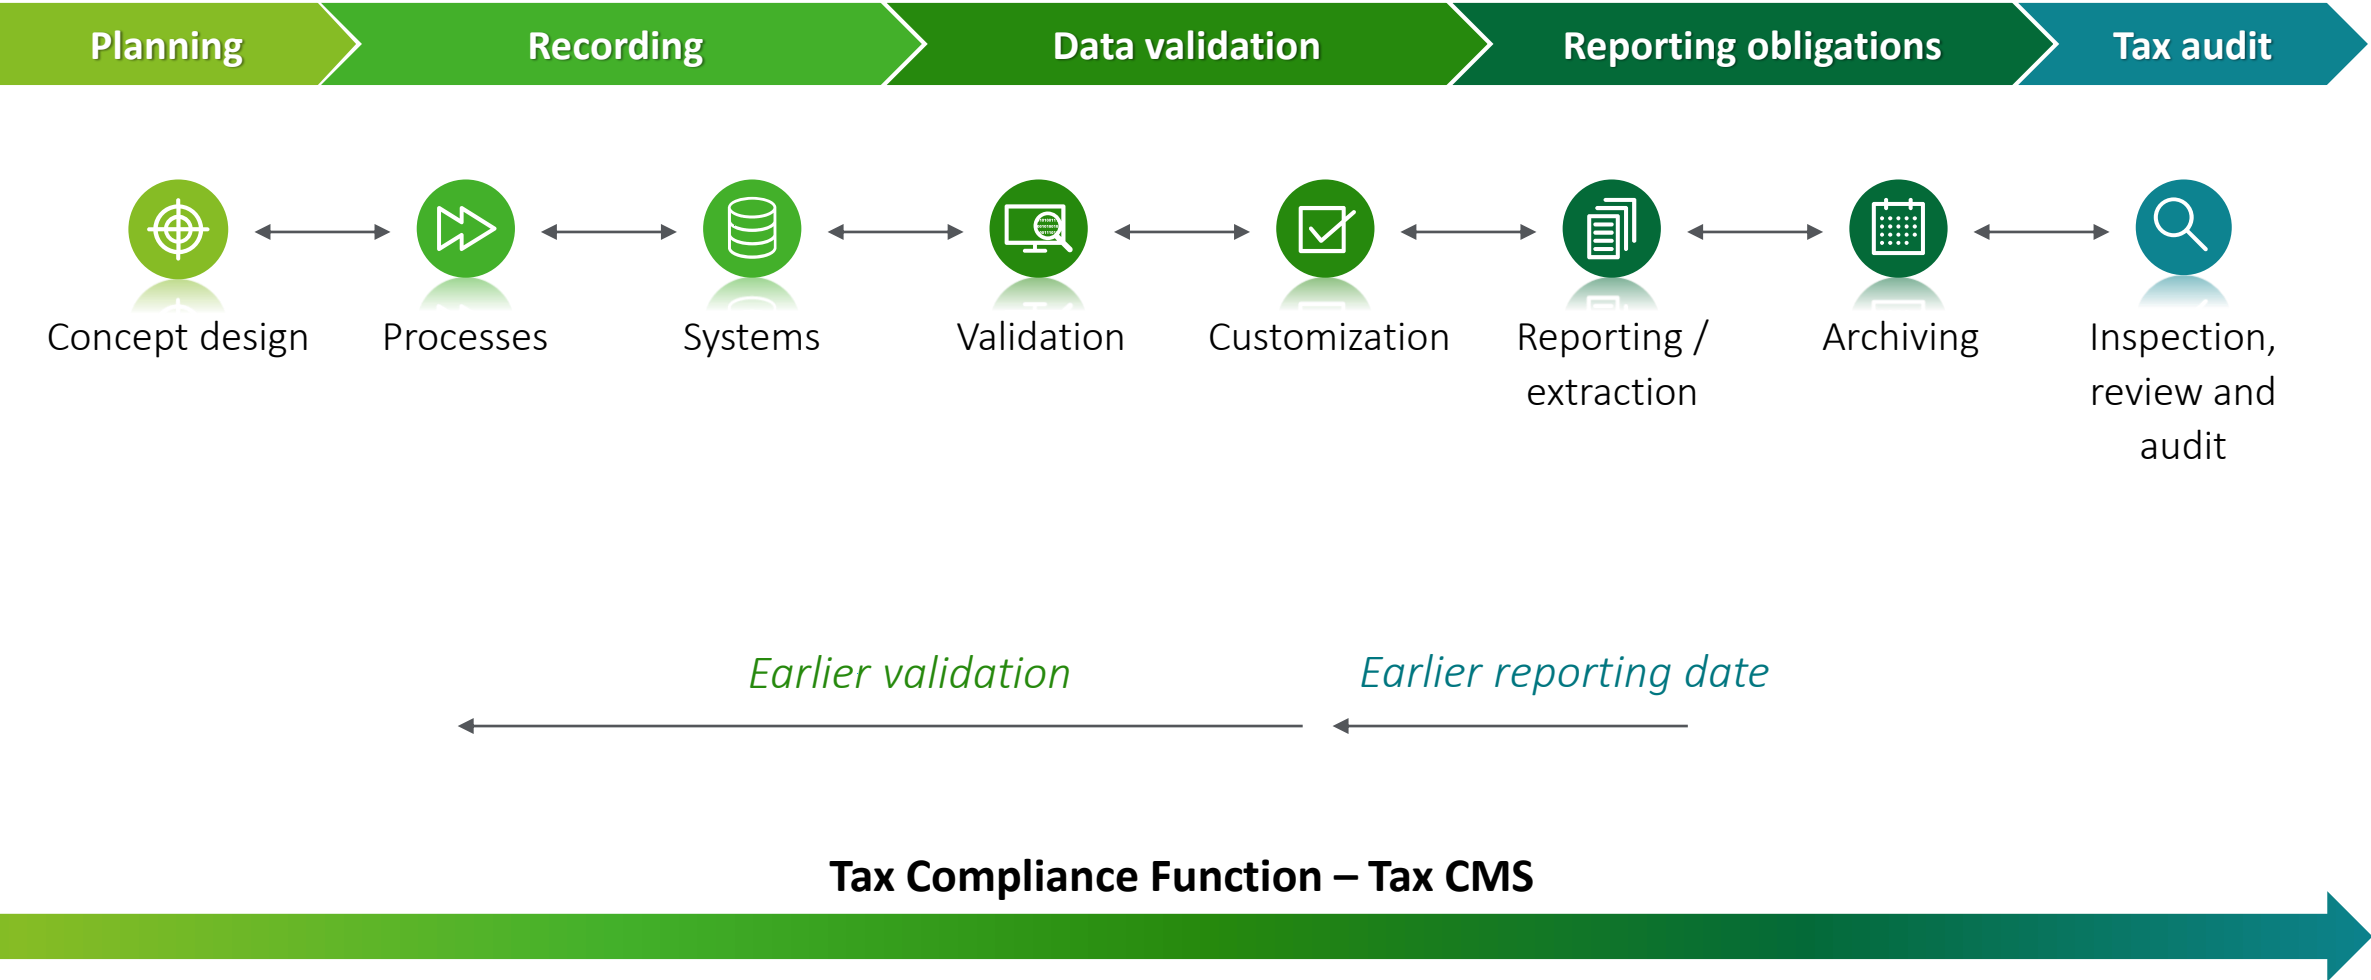 Planning
Recording
Data validation
Reporting obligations
Tax audit
Concept design
Processes
Systems
Validation
Customization
Reporting /
extraction
Archiving
Inspection,
review and
audit
Earlier validation
Earlier reporting date
Tax Compliance Function – Tax CMS